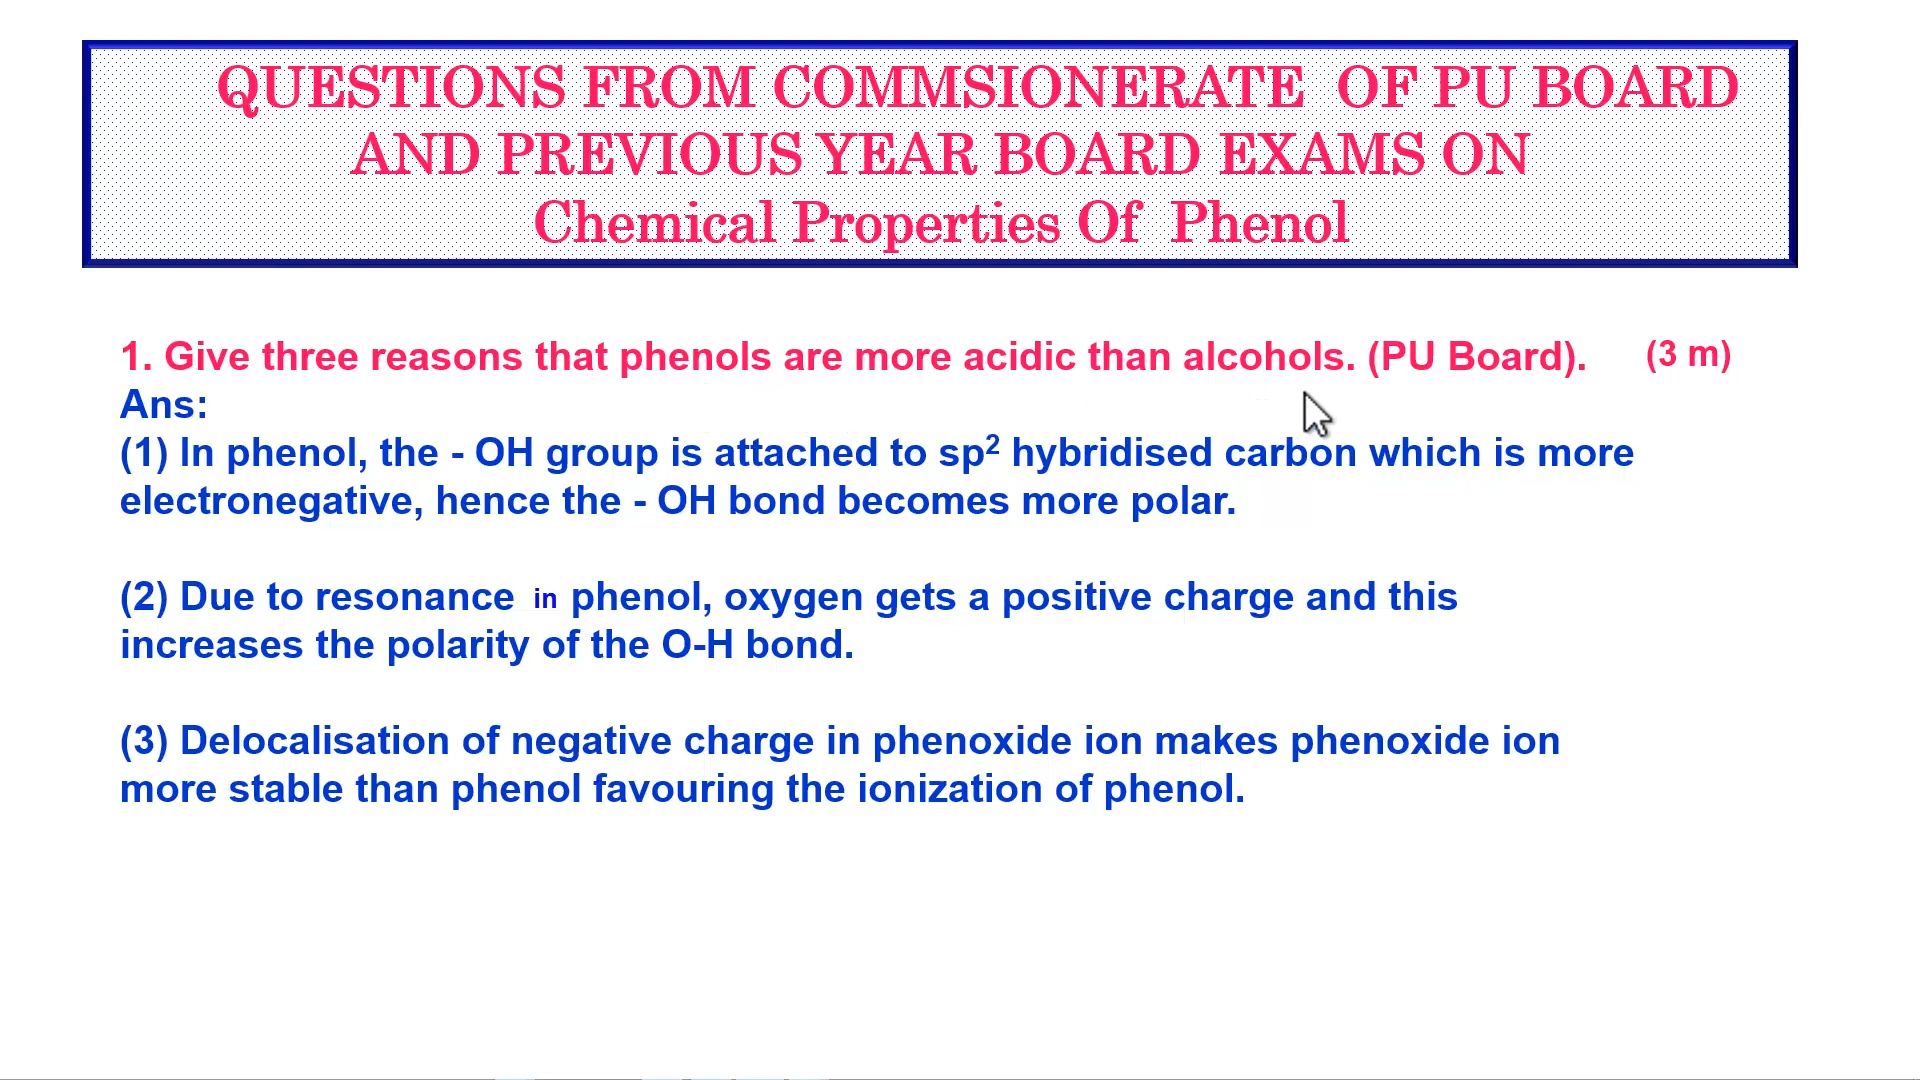 QUESTIONS FROM COMMSIONERATE OF PU BOARD
AND PREVIOUS YEAR BOARD EXAMS ON
Chemical Properties Of Phenol
1. Give three reasons that phenols are more acidic than alcohols. (PU Board). (3 m)
Ans:
(1) In phenol, the - OH group is attached to sp² hybridised carbon which is more
electronegative, hence the - OH bond becomes more polar.
(2) Due to resonance in phenol, oxygen gets a positive charge and this
increases the polarity of the O-H bond.
(3) Delocalisation of negative charge in phenoxide ion makes phenoxide ion
more stable than phenol favouring the ionization of phenol.